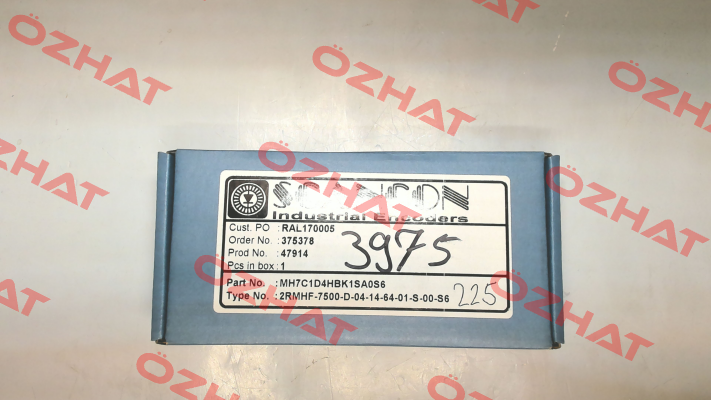 ÖZHAT
ÖZHAT
ÖZHAT
SCANCON
Industrial Encoders
Cust. PO : RAL170005
Order No. : 375378
Prod No. : 47914
Pcs in box : 1
3975
Part No. : MH7C1D4HBK1SA0S6
Type No. : 2RMHF-7500-D-04-14-64-01-S-00-S6
225
ÖZHAT
ÖZHAT
ÖZHAT
ÖZHAT
ÖZHAT